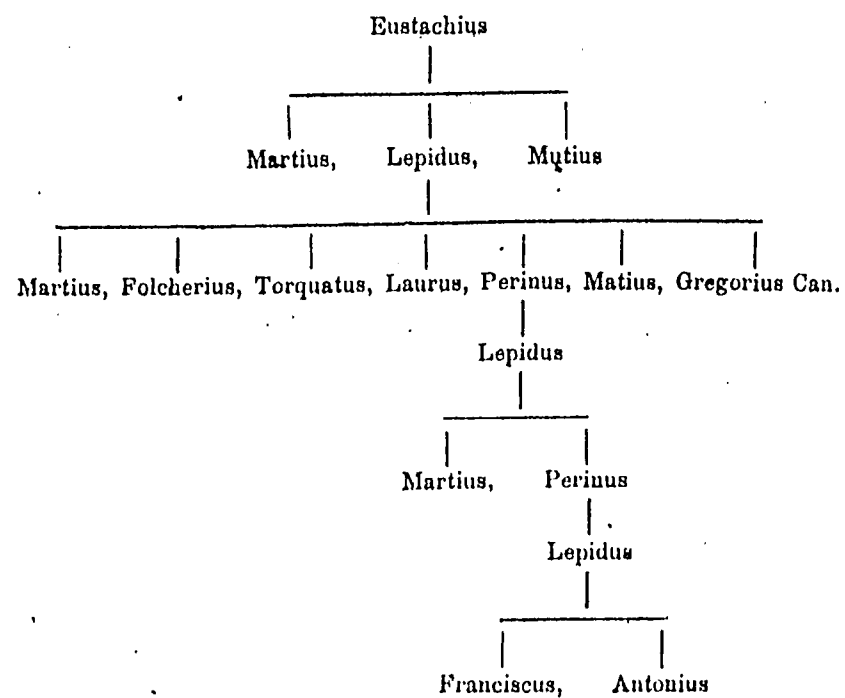 Eustachius
Martius, Lepidus, Mutius
Martius, Folcherius, Torquatus, Laurus, Perinus, Matius, Gregorius Can.
Lepidus
Martius, Perinus
Lepidus
Franciscus, Antonius